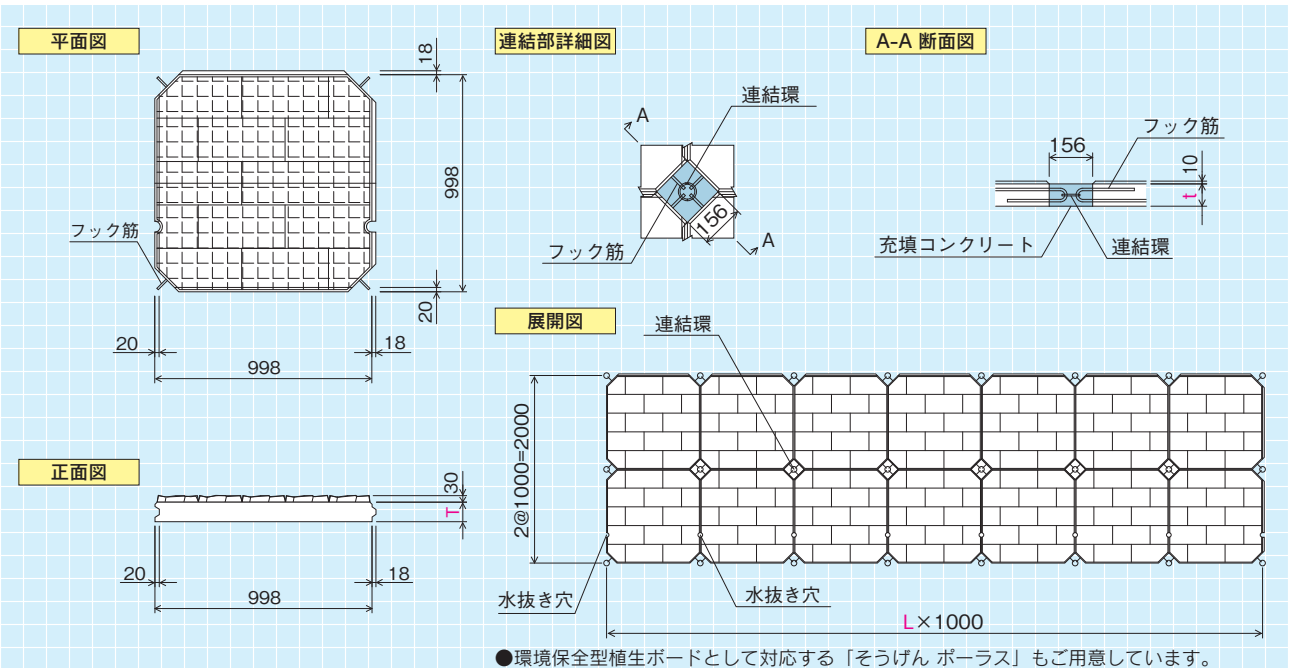 平面図
18
998
フック筋
20
20
18
998
正面図
30
T
20
18
998
連結部詳細図
連結環
A
156
フック筋
A
A-A 断面図
フック筋
156
10
t
充填コンクリート
連結環
展開図
連結環
2@1000=2000
水抜き穴
水抜き穴
L×1000
●環境保全型植生ボードとして対応する「そうげん ポーラス」もご用意しています。